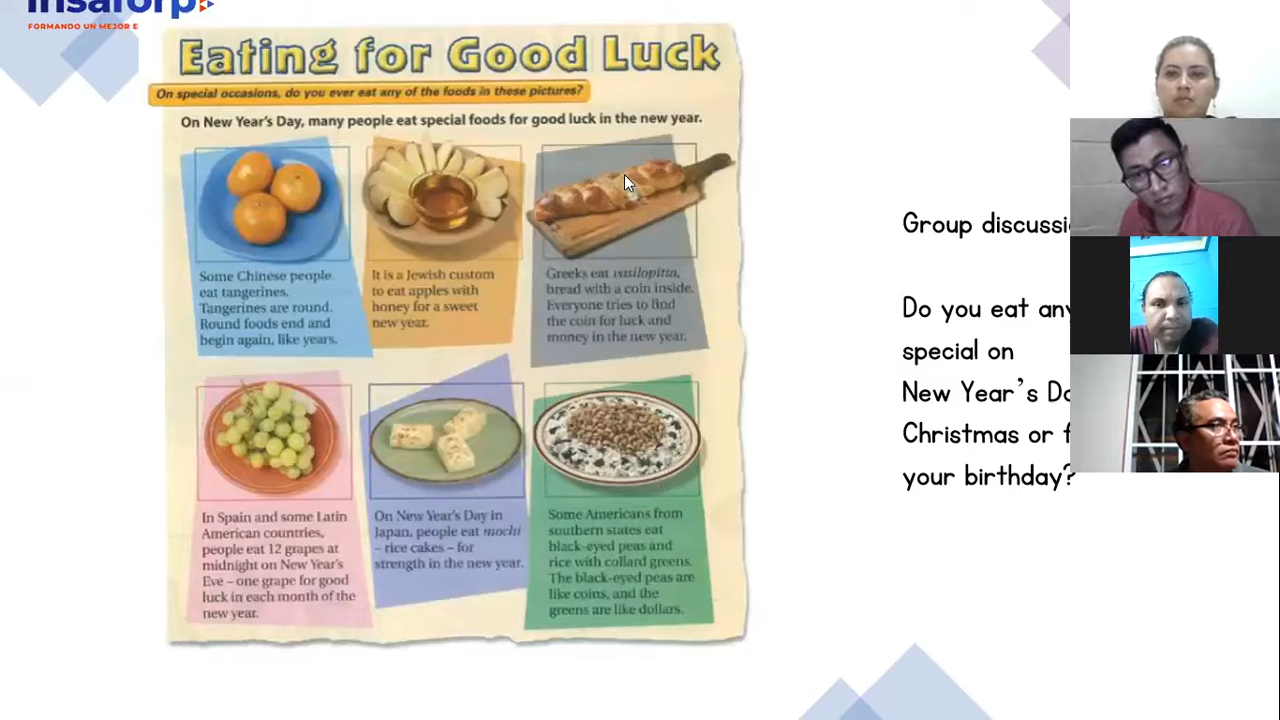 insaforp
FORMANDO UN MEJOR E
Eating for Good Luck
On special occasions, do you ever eat any of the foods in these pictures?
On New Year's Day, many people eat special foods for good luck in the new year.
Some Chinese people
eat tangerines.
Tangerines are round.
Round foods end and
begin again, like years.
It is a Jewish custom
to eat apples with
honey for a sweet
new year.
Greeks eat vasilopitta,
bread with a coin inside.
Everyone tries to find
the coin for luck and
money in the new year.
In Spain and some Latin
American countries,
people eat 12 grapes at
midnight on New Year's
Eve – one grape for good
luck in each month of the
new year.
On New Year's Day in
Japan, people eat mochi
– rice cakes – for
strength in the new year.
Some Americans from
southern states eat
black-eyed peas and
rice with collard greens.
The black-eyed peas are
like coins, and the
greens are like dollars.
Group
Do you eat
special on
New Year's
Christmas or
your birthday?